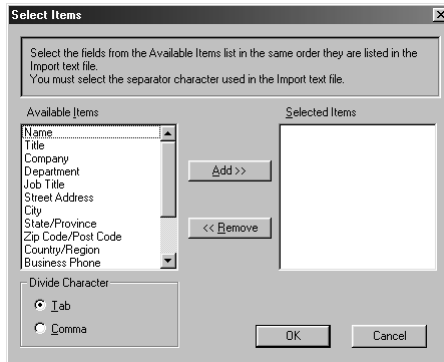 Select Items
Select the fields from the Available Items list in the same order they are listed in the
Import text file.
You must select the separator character used in the Import text file.
Available Items
Selected Items
Name
Title
Company
Department
Job Title
Street Address
City
State/Province
Zip Code/Post Code
Country/Region
Business Phone
Add >>
<< Remove
Divide Character
Tab
Comma
OK
Cancel